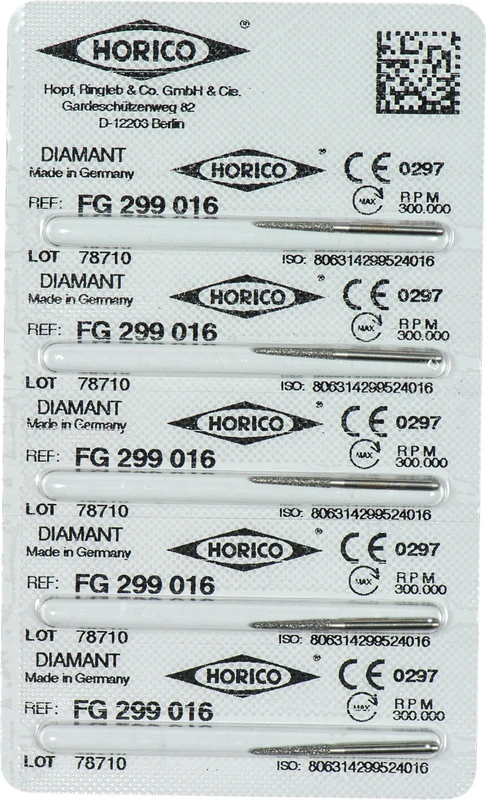 HORICO ®
Hopf, Ringleb & Co. GmbH & Cie.
Gardeschützenweg 82
D-12203 Berlin
DIAMANT
Made in Germany
HORICO ®
CE 0297
REF: FG 299 016
MAX
RPM
300.000
LOT 78710
ISO: 806314299524016
DIAMANT
Made in Germany
HORICO ®
CE 0297
REF: FG 299 016
MAX
RPM
300.000
LOT 78710
ISO: 806314299524016
DIAMANT
Made in Germany
HORICO ®
CE 0297
REF: FG 299 016
MAX
RPM
300.000
LOT 78710
ISO: 806314299524016
DIAMANT
Made in Germany
HORICO ®
CE 0297
REF: FG 299 016
MAX
RPM
300.000
LOT 78710
ISO: 806314299524016
DIAMANT
Made in Germany
HORICO ®
CE 0297
REF: FG 299 016
MAX
RPM
300.000
LOT 78710
ISO: 806314299524016